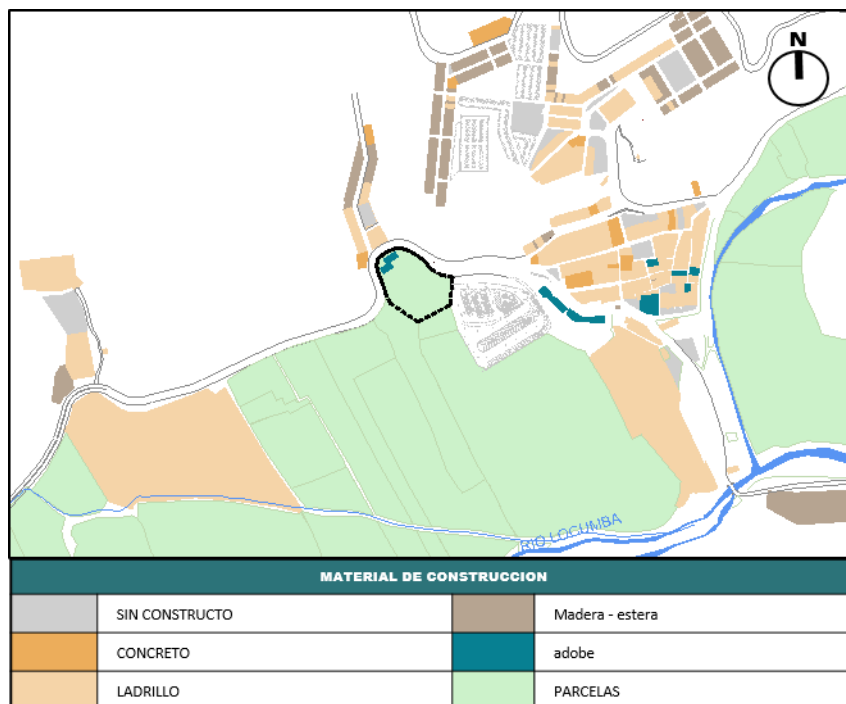 N
RIO LOCUMBA
MATERIAL DE CONSTRUCCION
SIN CONSTRUCTO
Madera - estera
CONCRETO
adobe
LADRILLO
PARCELAS